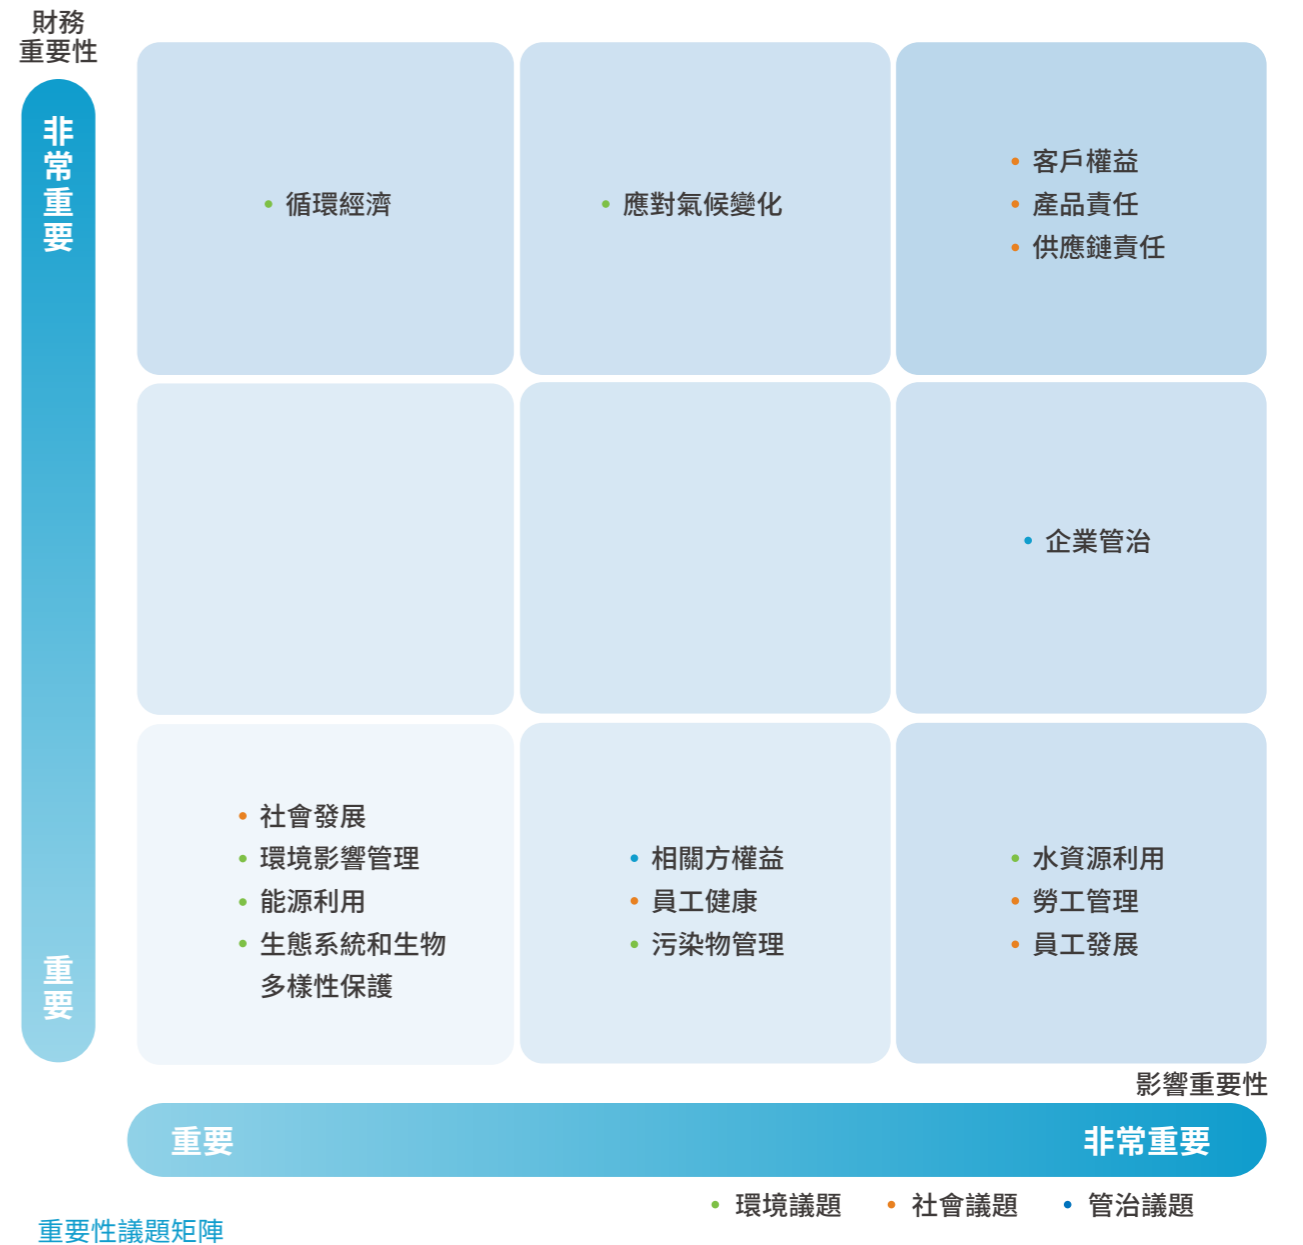 財務
重要性
非常重要
重要
循環經濟
應對氣候變化
客戶權益
產品責任
供應鏈責任
企業管治
社會發展
環境影響管理
能源利用
生態系統和生物
多樣性保護
相關方權益
員工健康
污染物管理
水資源利用
勞工管理
員工發展
影響重要性
重要
非常重要
環境議題
社會議題
管治議題
重要性議題矩陣